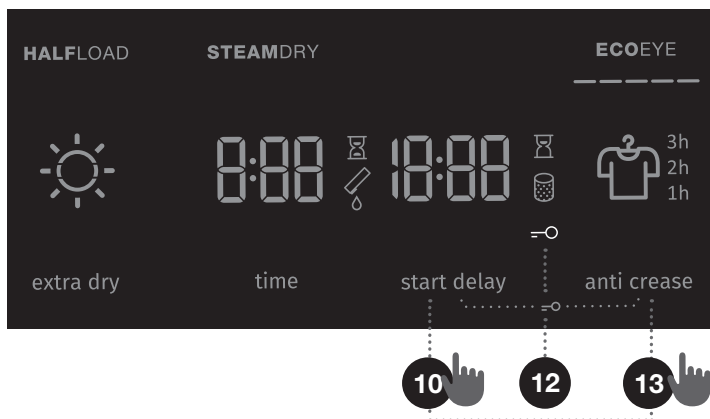 HALFLOAD STEAMDRY ECOEYE
8:88 18:88 3h
2h
1h
extra dry time start delay anti crease
10 12 13